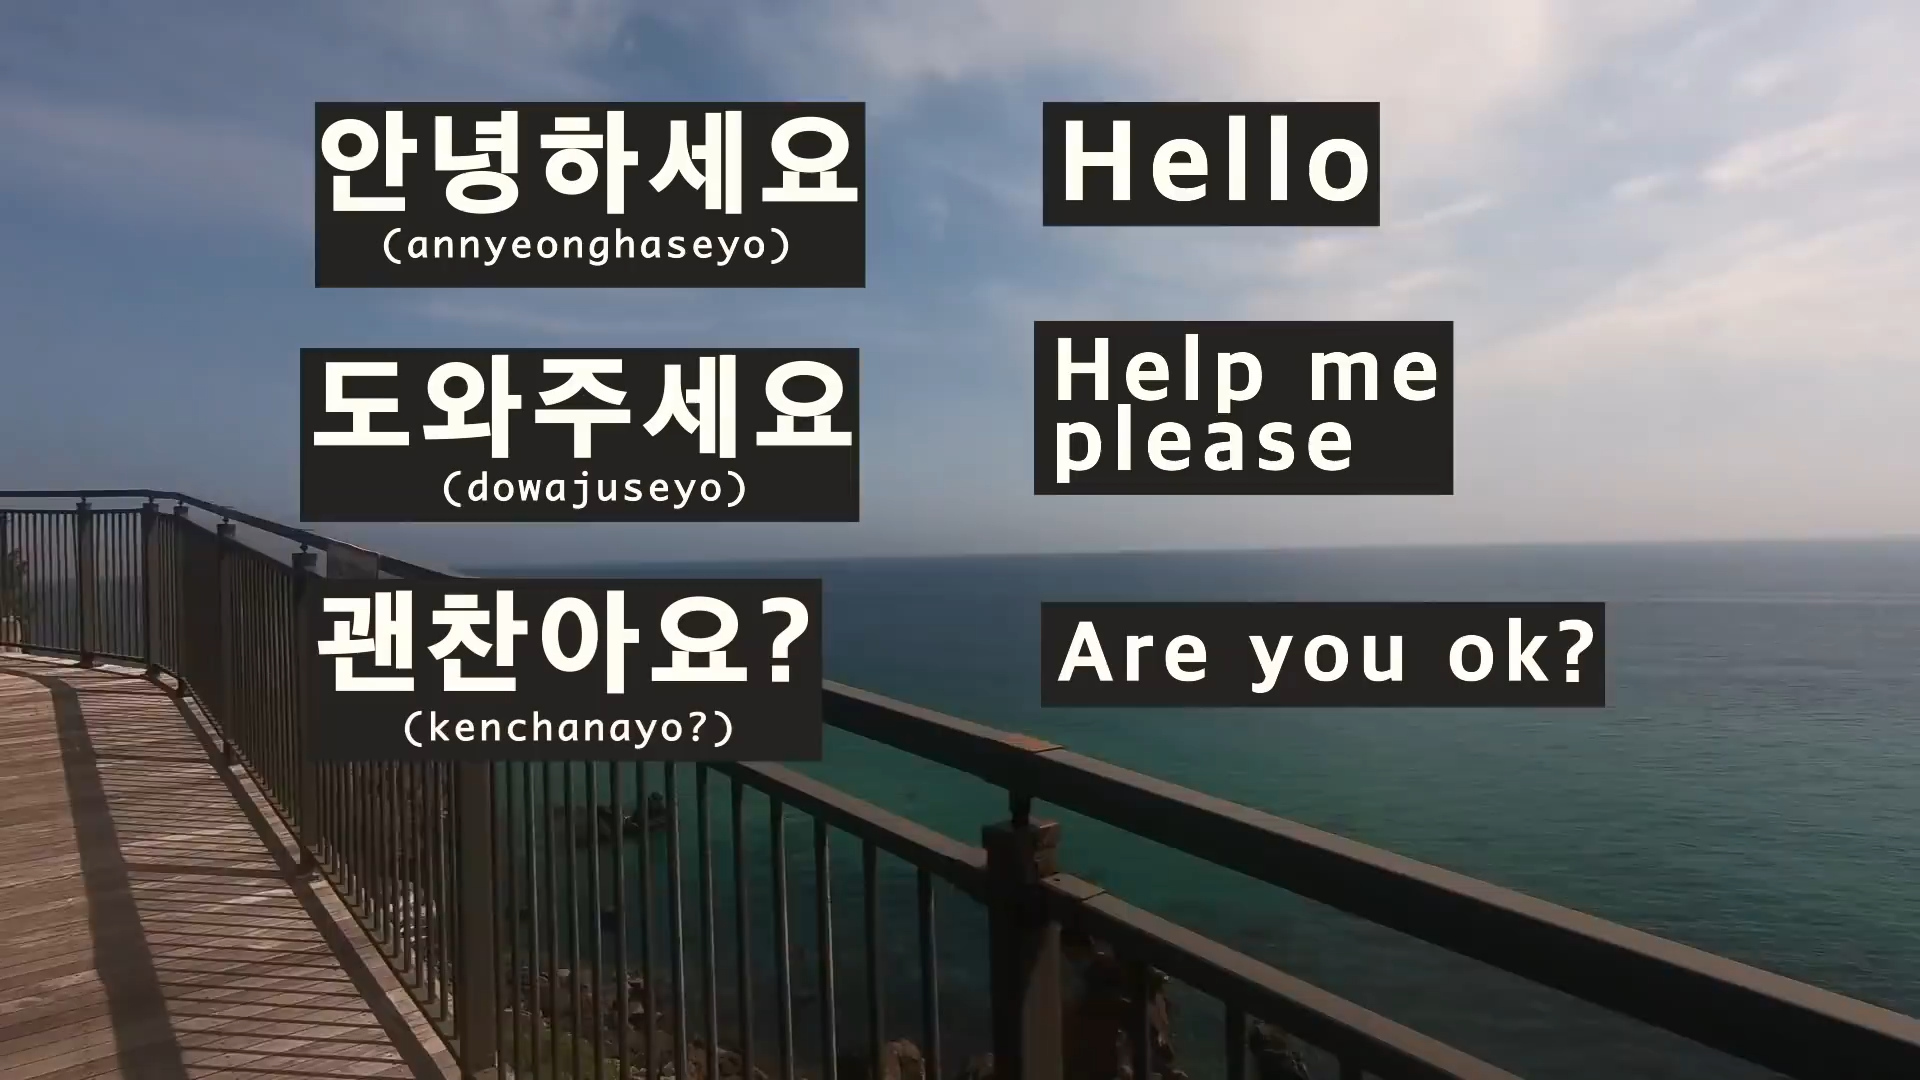 안녕하세요
(annyeonghaseyo)
Hello
도와주세요
(dowajuseyo)
Help me
please
괜찬아요?
(kenchanayo?)
Are you ok?